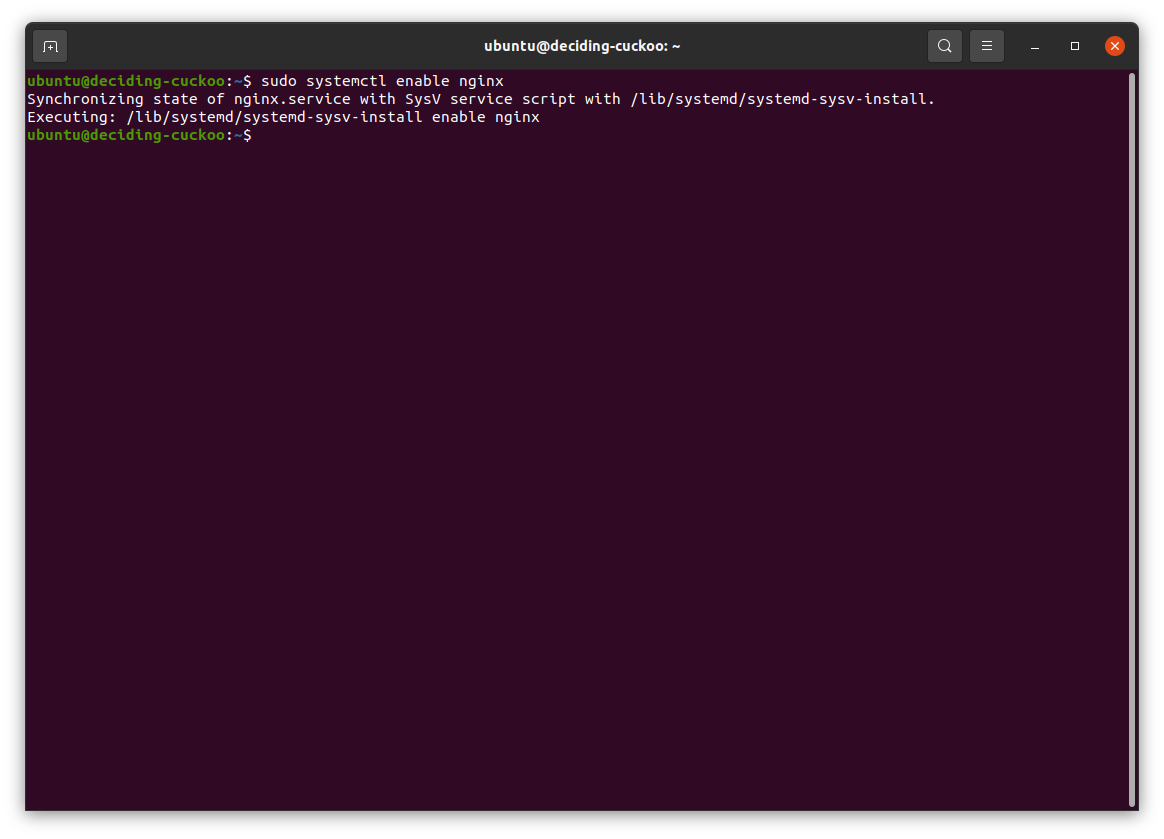 ubuntu@deciding-cuckoo: ~
ubuntu@deciding-cuckoo:~$ sudo systemctl enable nginx
Synchronizing state of nginx.service with SysV service script with /lib/systemd/systemd-sysv-install.
Executing: /lib/systemd/systemd-sysv-install enable nginx
ubuntu@deciding-cuckoo:~$